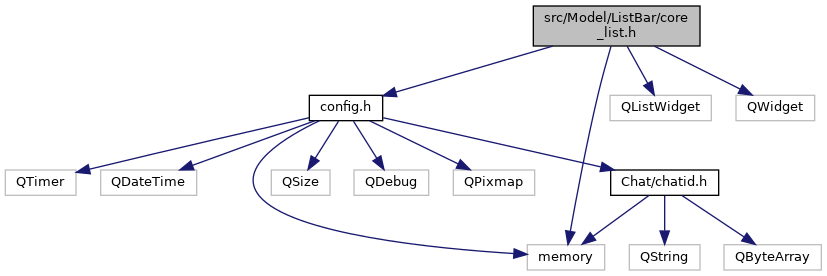 src/Model/ListBar/core
_list.h
config.h
QListWidget
QWidget
QTimer
QDateTime
QSize
QDebug
QPixmap
Chat/chatid.h
memory
QString
QByteArray